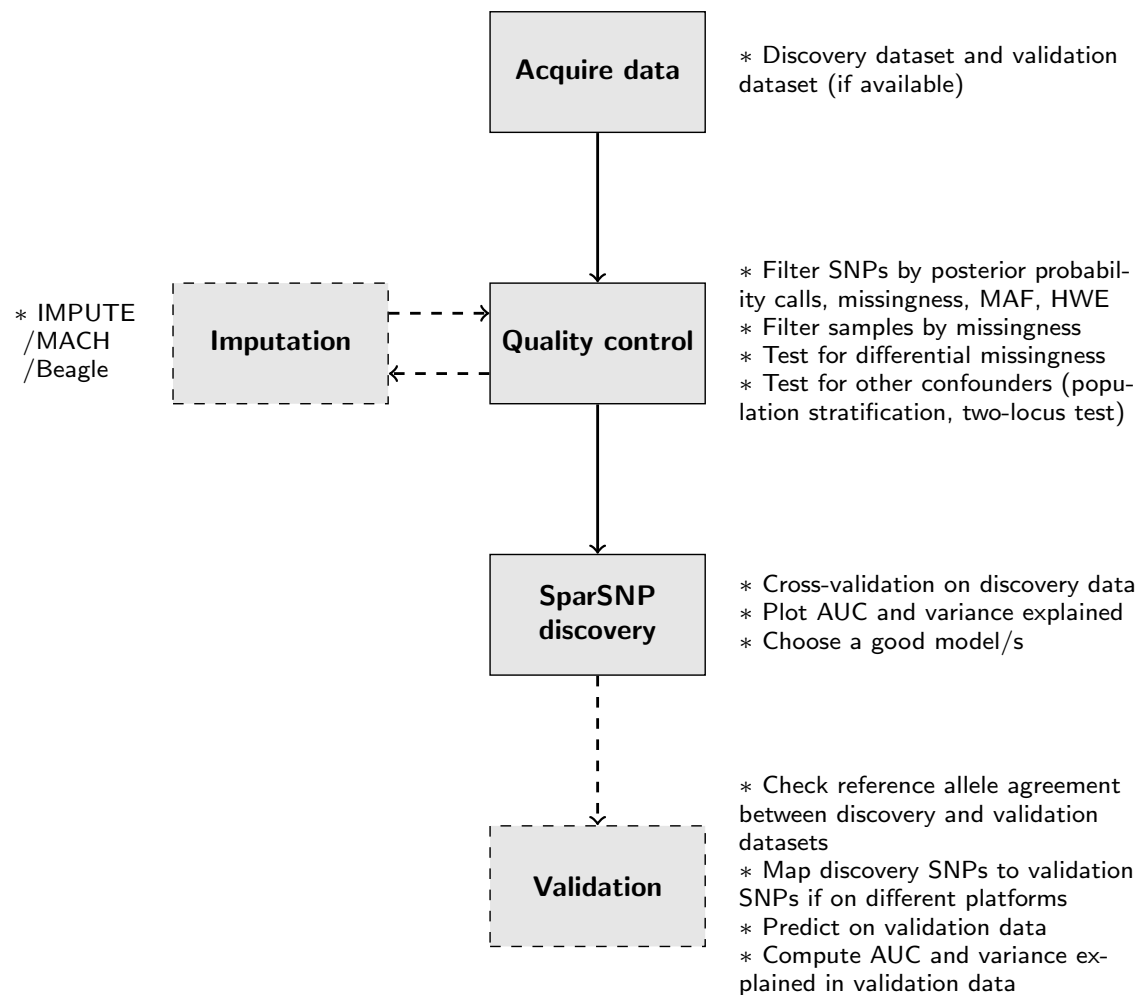 Acquire data
∗ Discovery dataset and validation
dataset (if available)
∗ IMPUTE
/MACH
/Beagle
Imputation
Quality control
∗ Filter SNPs by posterior probabil-
ity calls, missingness, MAF, HWE
∗ Filter samples by missingness
∗ Test for differential missingness
∗ Test for other confounders (popu-
lation stratification, two-locus test)
SparSNP
discovery
∗ Cross-validation on discovery data
∗ Plot AUC and variance explained
∗ Choose a good model/s
Validation
∗ Check reference allele agreement
between discovery and validation
datasets
∗ Map discovery SNPs to validation
SNPs if on different platforms
∗ Predict on validation data
∗ Compute AUC and variance ex-
plained in validation data